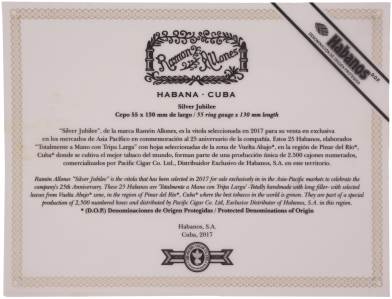 Ramon Allones
HABANA - CUBA
Habanos
Silver Jubilee
Cepo 55 x 130 mm de largo / 55 ring gauge x 130 mm length
"Silver Jubilee", de la marca Ramón Allones, es la vitola seleccionada en 2017 para su venta en exclusiva
en los mercados de Asia Pacífico en conmemoración al 25 aniversario de la compañía. Estos 25 Habanos, elaborados
"Totalmente a Mano con Tripa Larga" con hojas seleccionadas de la zona de Vuelta Abajo*, en la región de Pinar del Río*,
Cuba* donde se cultiva el mejor tabaco del mundo, forman parte de una producción única de 2.500 cajones numerados,
comercializados por Pacific Cigar Co. Ltd., Distribuidor Exclusivo de Habanos, S.A. en este territorio.
Ramon Allones "Silver Jubilee" is the vitola that has been selected in 2017 for sale exclusively in in the Asia-Pacific markets to celebrate the
company's 25th Anniversary. These 25 Habanos are 'Totalmente a Mano con Tripa Larga' -Totally handmade with long filler- with selected
leaves from Vuelta Abajo* zone, in the region of Pinar del Río*, Cuba* where the best tobacco in the world is grown. They are part of a special
production of 2,500 numbered boxes and distributed by Pacific Cigar Co. Ltd, Exclusive Distributor of Habanos, S.A. in this region.
* (D.O.P.) Denominaciones de Origen Protegidas / Protected Denominations of Origin
Habanos, S.A.
Cuba, 2017